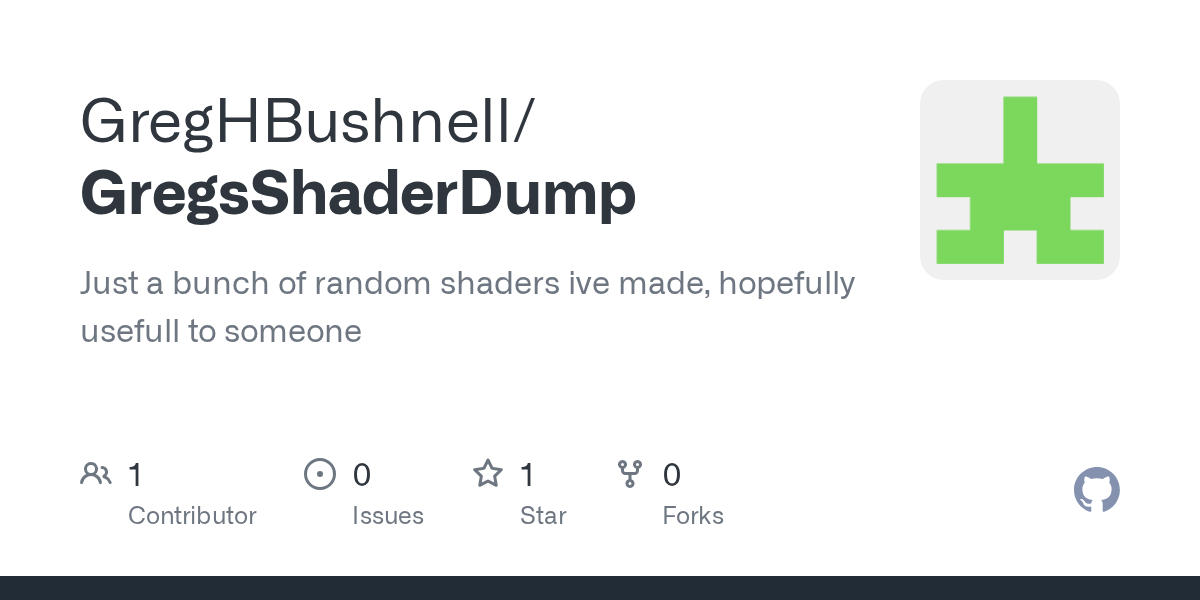 GregHBushnell/
GregsShaderDump
Just a bunch of random shaders ive made, hopefully
usefull to someone
1 0 1 0
Contributor Issues Star Forks